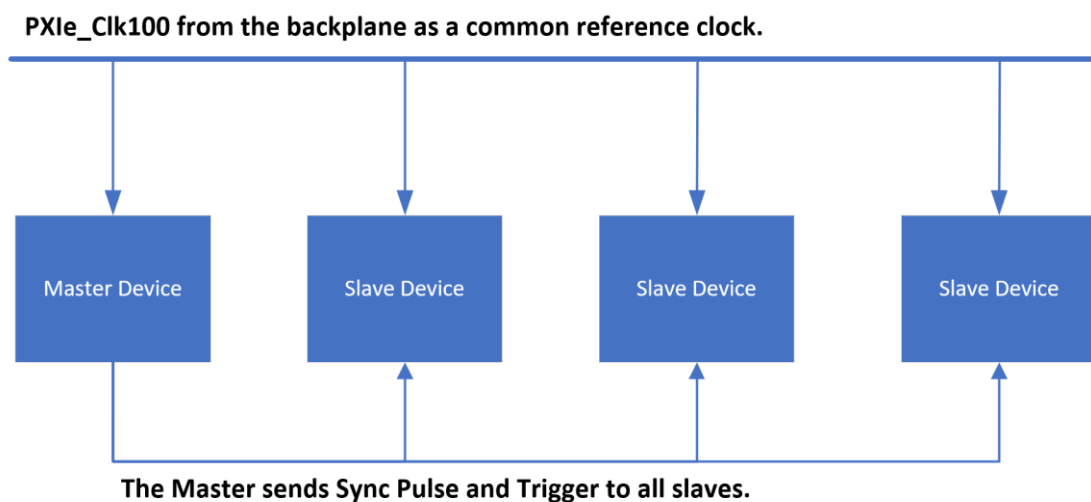 PXIe_Clk100 from the backplane as a common reference clock.
Master Device
Slave Device
Slave Device
Slave Device
The Master sends Sync Pulse and Trigger to all slaves.